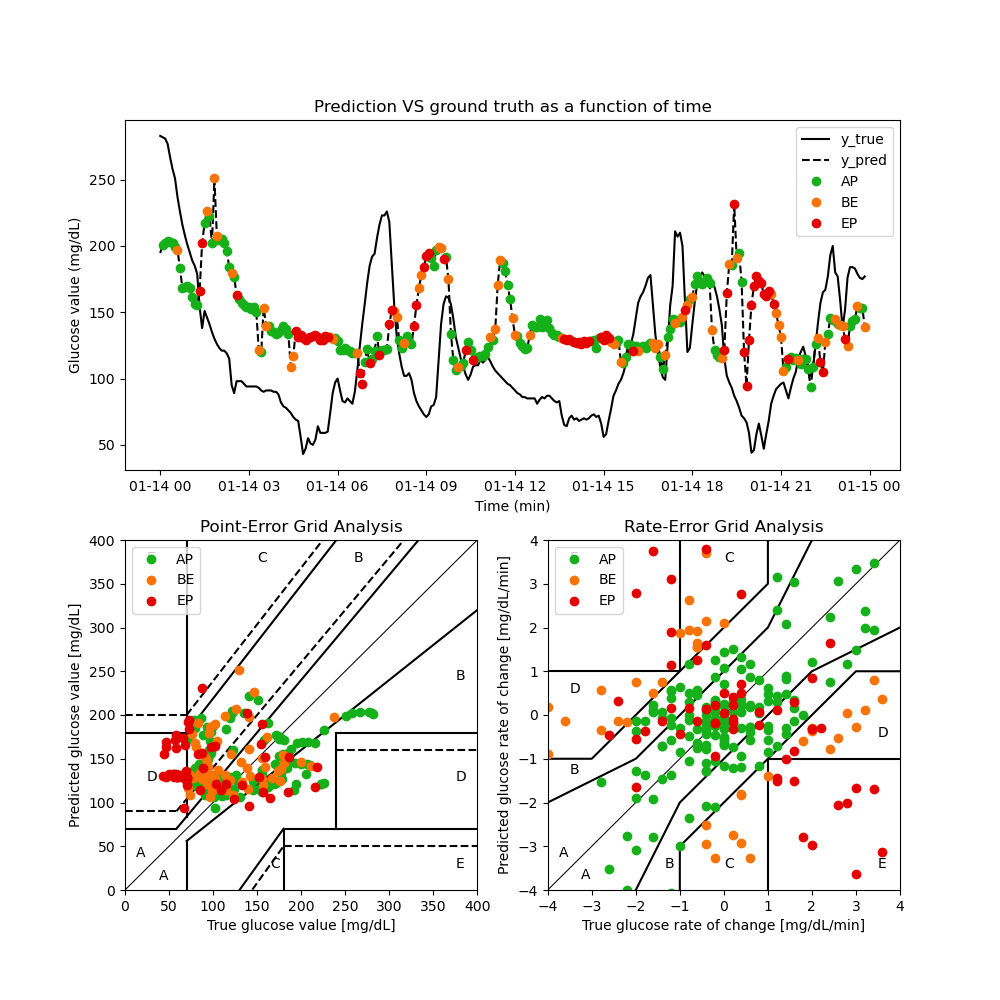 Prediction VS ground truth as a function of time
Glucose value (mg/dL)
250
200
150
100
50
y_true
y_pred
AP
BE
EP
01-14 00 01-14 03 01-14 06 01-14 09 01-14 12 01-14 15 01-14 18 01-14 21 01-15 00
Time (min)
Point-Error Grid Analysis
Predicted glucose value [mg/dL]
400
350
300
250
200
150
100
50
0
AP
BE
EP
C
B
B
D
D
A
A
C
E
0 50 100 150 200 250 300 350 400
True glucose value [mg/dL]
Rate-Error Grid Analysis
Predicted glucose rate of change [mg/dL/min]
4
3
2
1
0
−1
−2
−3
−4
AP
BE
EP
C
D
D
B
A
A
B
C
E
−4 −3 −2 −1 0 1 2 3 4
True glucose rate of change [mg/dL/min]